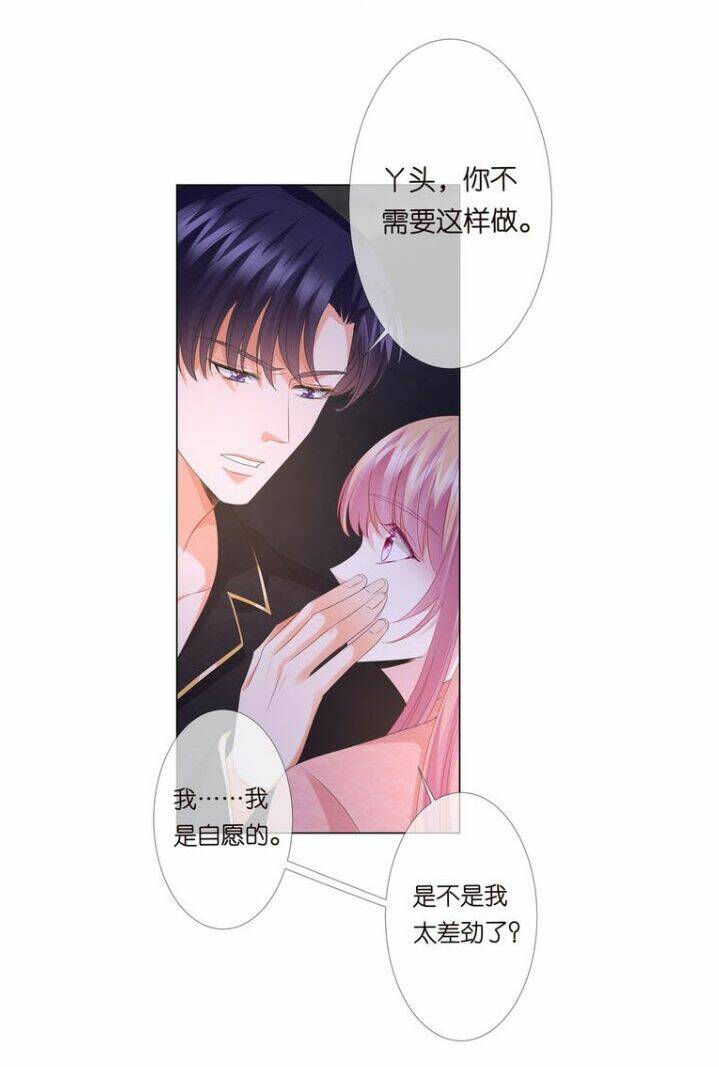 丫头，你不
需要这样做。
我……我
是自愿的。
是不是我
太差劲了？